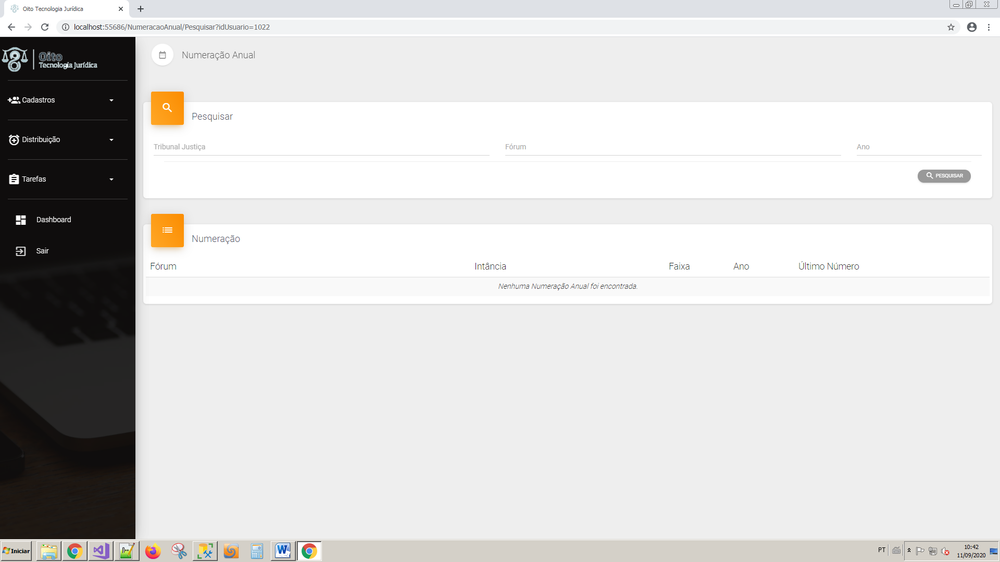 Oito Tecnologia Jurídica
localhost:55686/NumeracaoAnual/Pesquisar?idUsuario=1022
Oito
Tecnologia Jurídica
Cadastros
Distribuição
Tarefas
Dashboard
Sair
Numeração Anual
Pesquisar
Tribunal Justiça Fórum Ano
PESQUISAR
Numeração
Fórum Intância Faixa Ano Último Número
Nenhuma Numeração Anual foi encontrada.
Iniciar
PT
10:42
11/09/2020